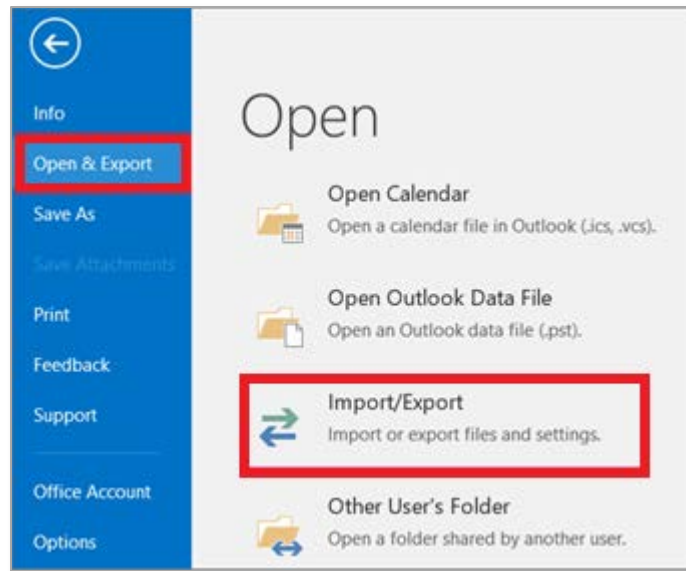 Info
Open & Export
Save As
Save Attachments
Print
Feedback
Support
Office Account
Options
Open
Open Calendar
Open a calendar file in Outlook (.ics, .vcs).
Open Outlook Data File
Open an Outlook data file (.pst).
Import/Export
Import or export files and settings.
Other User's Folder
Open a folder shared by another user.